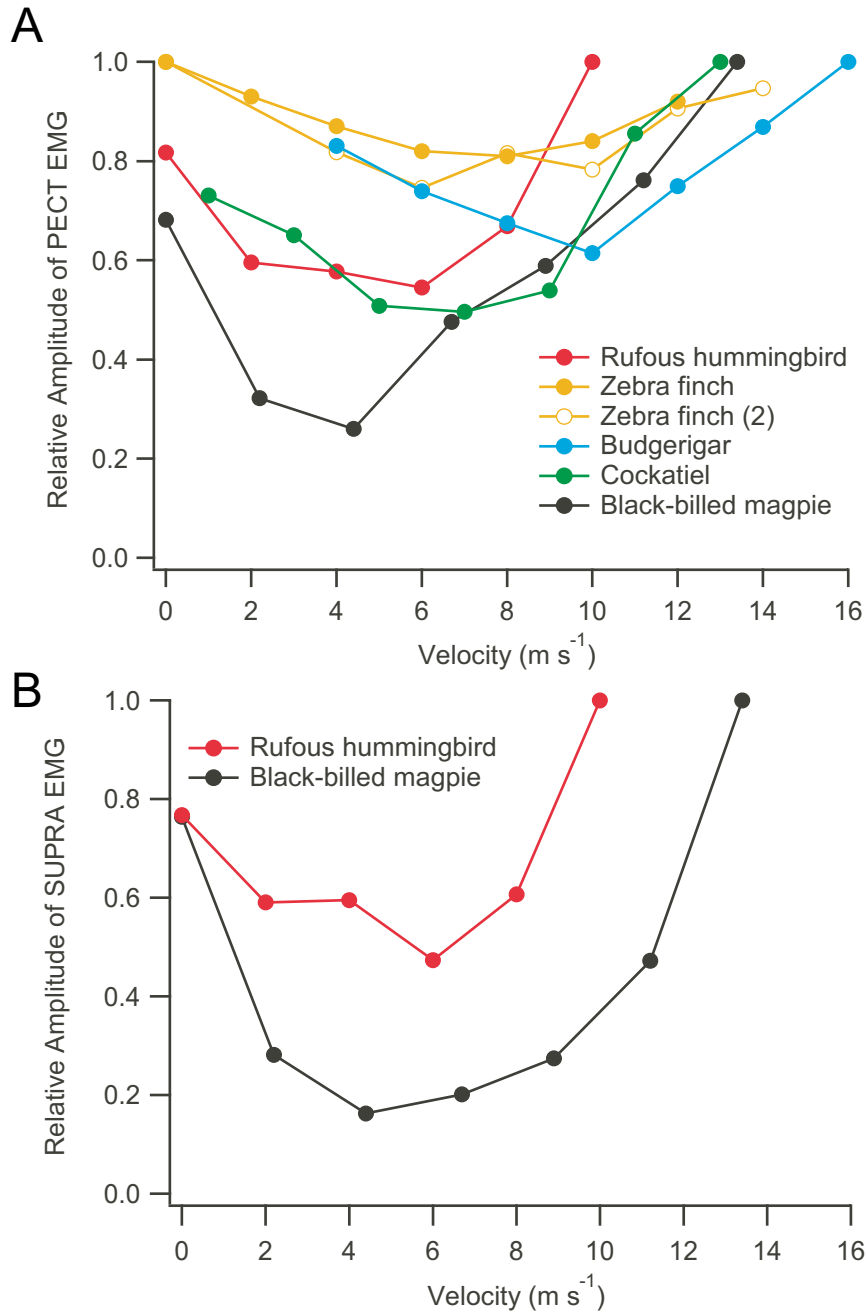 A
Relative Amplitude of PECT EMG
1.0
0.8
0.6
0.4
0.2
0.0
Rufous hummingbird
Zebra finch
Zebra finch (2)
Budgerigar
Cockatiel
Black-billed magpie
0 2 4 6 8 10 12 14 16
Velocity (m s⁻¹)
B
Relative Amplitude of SUPRA EMG
1.0
0.8
0.6
0.4
0.2
0.0
Rufous hummingbird
Black-billed magpie
0 2 4 6 8 10 12 14 16
Velocity (m s⁻¹)